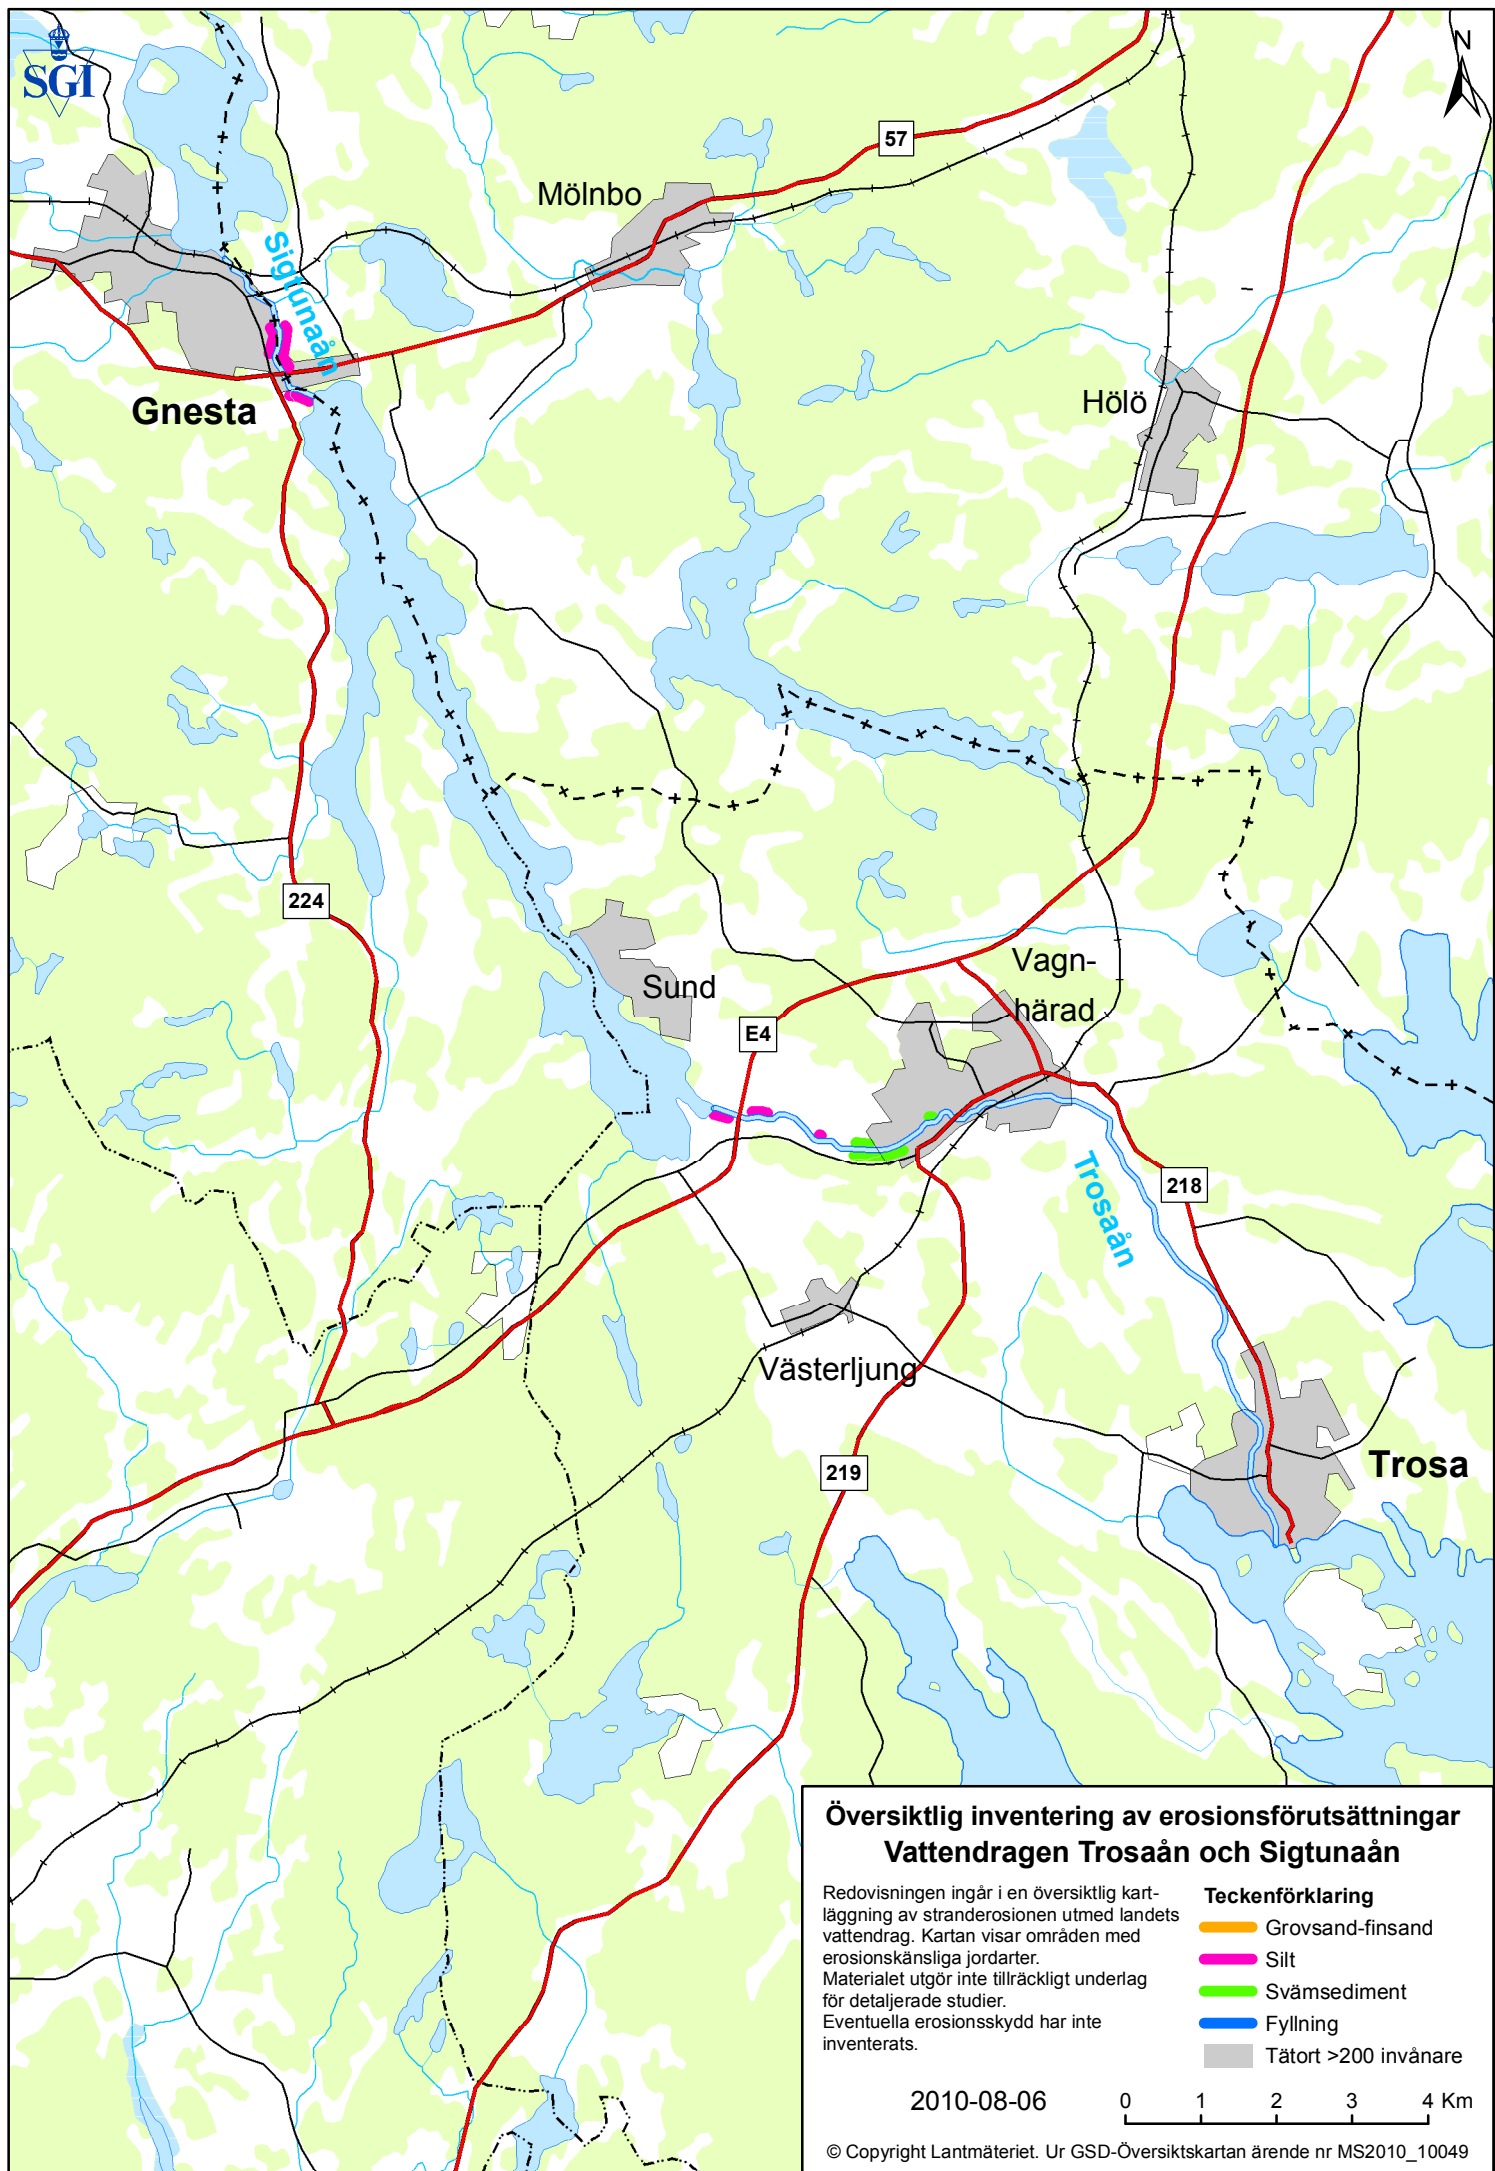 SGI
N
57
Mölnbo
Sigtunaån
Gnesta
Hölö
224
Sund
Vagn-
härad
E4
Trosaån
218
Västerljung
219
Trosa
Översiktlig inventering av erosionsförutsättningar
Vattendragen Trosaån och Sigtunaån
Redovisningen ingår i en översiktlig kart-
läggning av stranderosionen utmed landets
vattendrag. Kartan visar områden med
erosionskänsliga jordarter.
Materialet utgör inte tillräckligt underlag
för detaljerade studier.
Eventuella erosionsskydd har inte
inventerats.
Teckenförklaring
Grovsand-finsand
Silt
Svämsediment
Fyllning
Tätort >200 invånare
2010-08-06
0 1 2 3 4 Km
© Copyright Lantmäteriet. Ur GSD-Översiktskartan ärende nr MS2010_10049